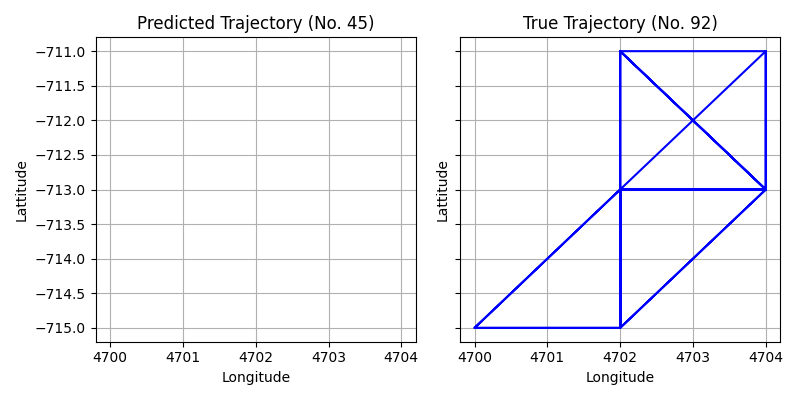 Predicted Trajectory (No. 45)
Lattitude
−711.0
−711.5
−712.0
−712.5
−713.0
−713.5
−714.0
−714.5
−715.0
4700 4701 4702 4703 4704
Longitude
True Trajectory (No. 92)
Lattitude
4700 4701 4702 4703 4704
Longitude